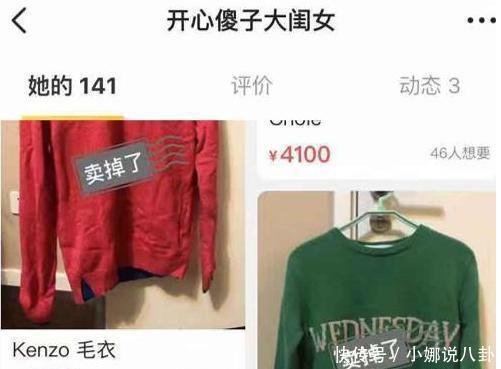 开心傻子大闺女
她的 141
评价
动态 3
卖掉了
¥4100
46人想要
WEDNESDAY
卖掉了
Kenzo 毛衣
快传号 / 小娜说八卦